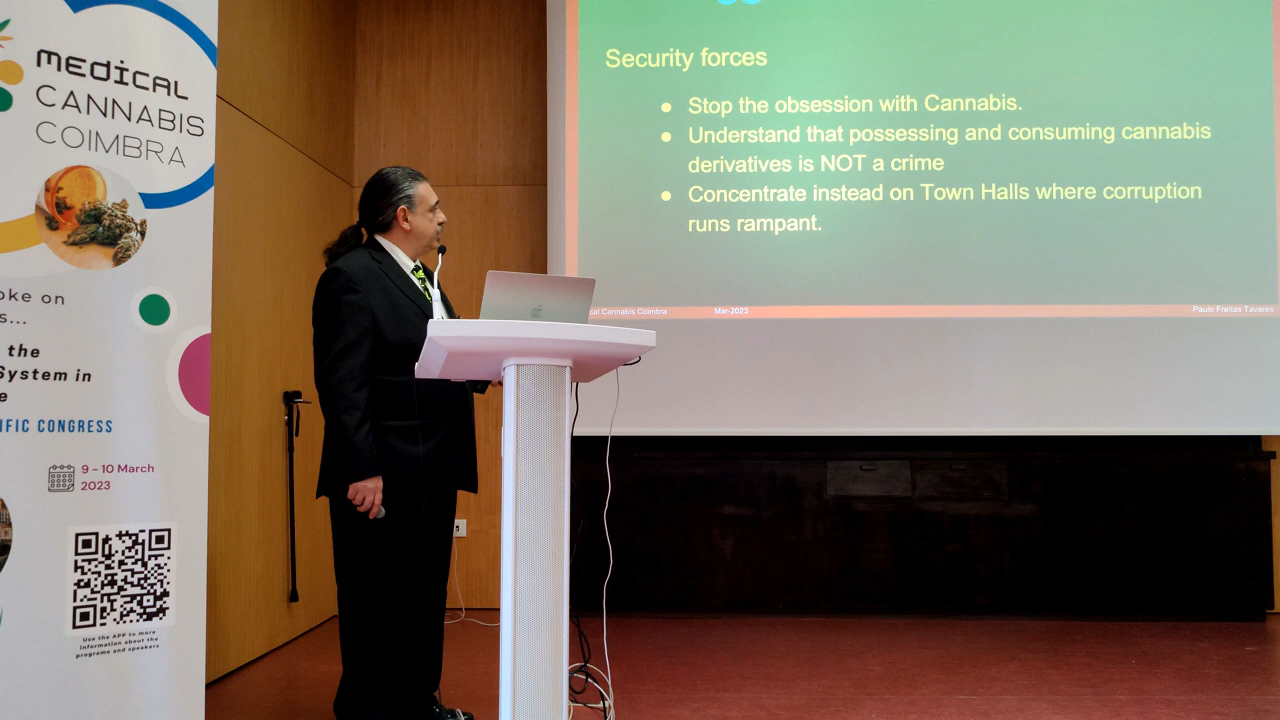 MEDICAL
CANNABIS
COIMBRA
oke on
s...
the
System in
e
IFIC CONGRESS
9 - 10 March
2023
Use the APP to more
information about the
programe and speakers
Security forces
● Stop the obsession with Cannabis.
● Understand that possessing and consuming cannabis
derivatives is NOT a crime
● Concentrate instead on Town Halls where corruption
runs rampant.
cal Cannabis Coimbra Mar-2023 Paulo Freitas Tavares